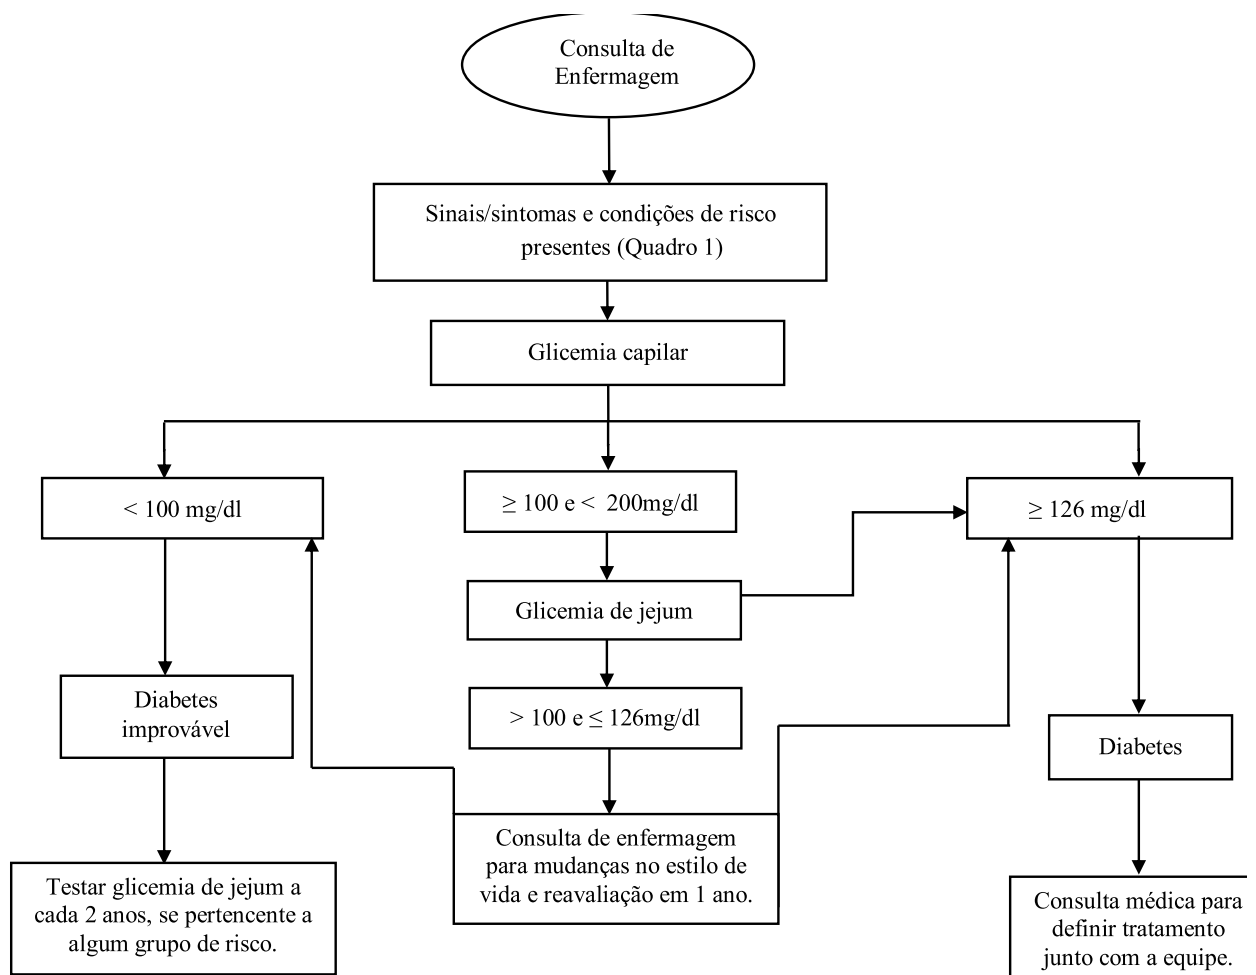 Consulta de
Enfermagem
Sinais/sintomas e condições de risco
presentes (Quadro 1)
Glicemia capilar
< 100 mg/dl
≥ 100 e < 200mg/dl
≥ 126 mg/dl
Glicemia de jejum
> 100 e ≤ 126mg/dl
Diabetes
improvável
Diabetes
Consulta de enfermagem
para mudanças no estilo de
vida e reavaliação em 1 ano.
Testar glicemia de jejum a
cada 2 anos, se pertencente a
algum grupo de risco.
Consulta médica para
definir tratamento
junto com a equipe.